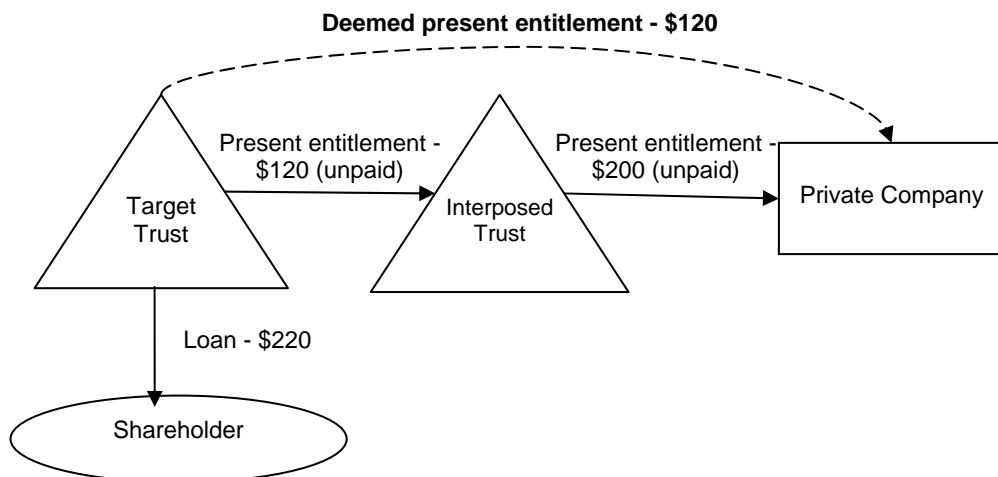 Deemed present entitlement - $120
Present entitlement -
$120 (unpaid)
Present entitlement -
$200 (unpaid)
Target
Trust
Interposed
Trust
Private Company
Loan - $220
Shareholder